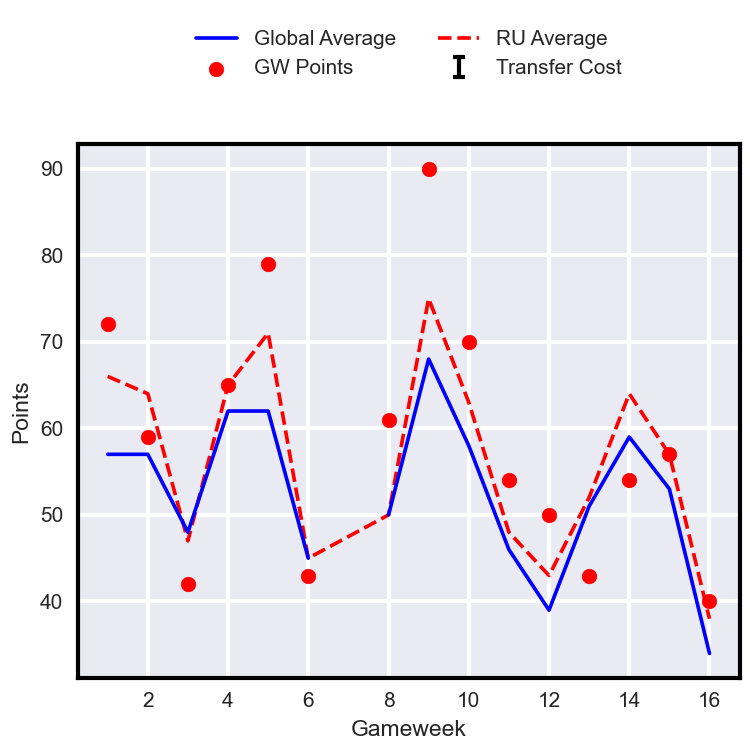 Global Average
RU Average
GW Points
Transfer Cost
90
80
70
60
50
40
Points
2 4 6 8 10 12 14 16
Gameweek